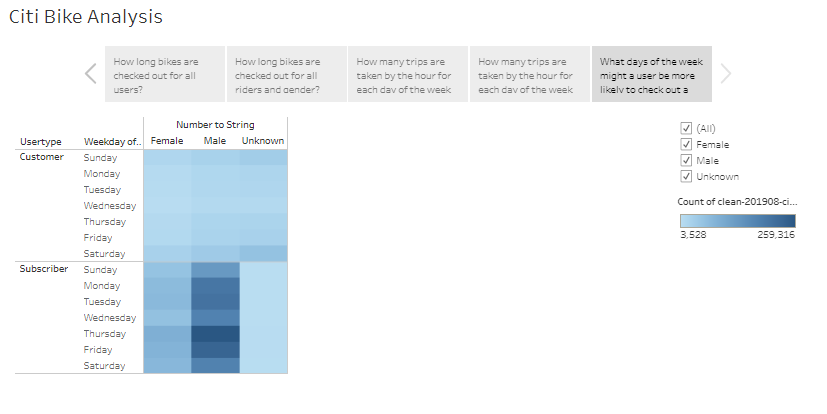 Citi Bike Analysis
How long bikes are
checked out for all
users?
How long bikes are
checked out for all
riders and gender?
How many trips are
taken by the hour for
each day of the week
How many trips are
taken by the hour for
each day of the week
What days of the week
might a user be more
likely to check out a
Number to String
Usertype Weekday of.. Female Male Unknown
Customer Sunday
Monday
Tuesday
Wednesday
Thursday
Friday
Saturday
Subscriber Sunday
Monday
Tuesday
Wednesday
Thursday
Friday
Saturday
(All)
Female
Male
Unknown
Count of clean-201908-ci...
3,528 259,316